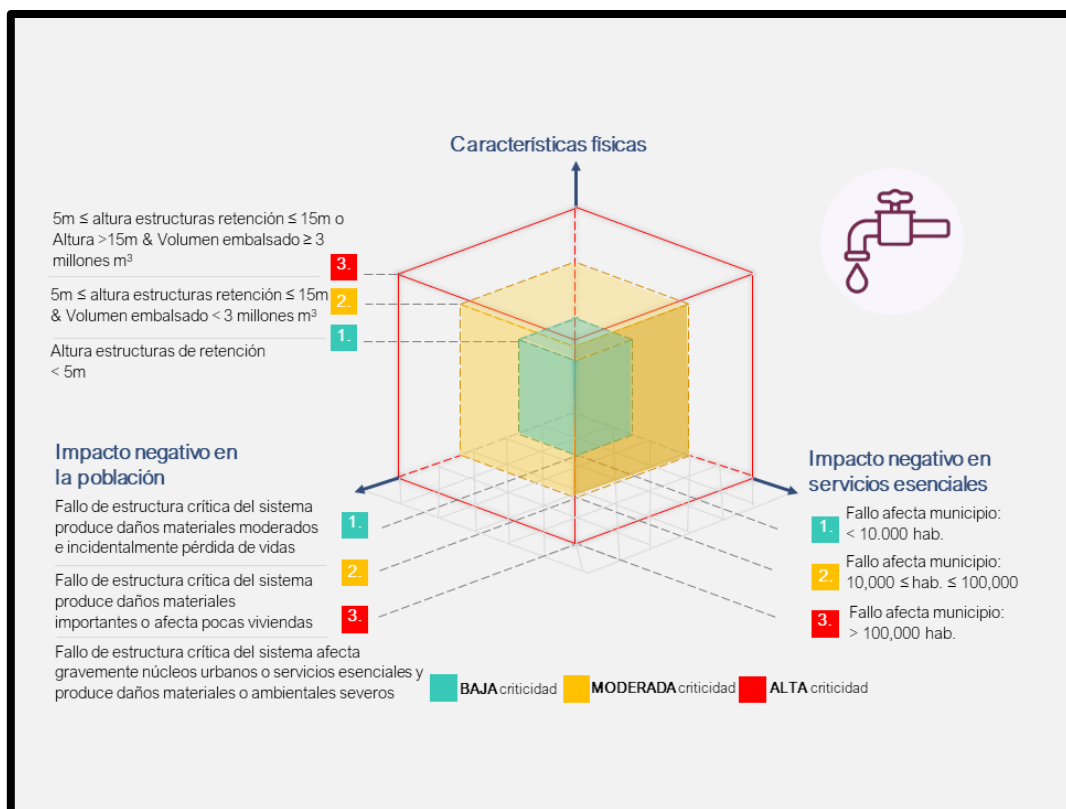 Características físicas
5m ≤ altura estructuras retención ≤ 15m o
Altura >15m & Volumen embalsado ≥ 3
millones m³
3.
5m ≤ altura estructuras retención ≤ 15m
& Volumen embalsado < 3 millones m³
2.
1.
Altura estructuras de retención
< 5m
Impacto negativo en
la población
Fallo de estructura crítica del sistema
produce daños materiales moderados
e incidentalmente pérdida de vidas
1.
Fallo de estructura crítica del sistema
produce daños materiales
importantes o afecta pocas viviendas
2.
3.
Fallo de estructura crítica del sistema afecta
gravemente núcleos urbanos o servicios esenciales y
produce daños materiales o ambientales severos
Impacto negativo en
servicios esenciales
1. Fallo afecta municipio:
< 10.000 hab.
2. Fallo afecta municipio:
10,000 ≤ hab. ≤ 100,000
3. Fallo afecta municipio:
> 100,000 hab.
BAJA criticidad MODERADA criticidad ALTA criticidad